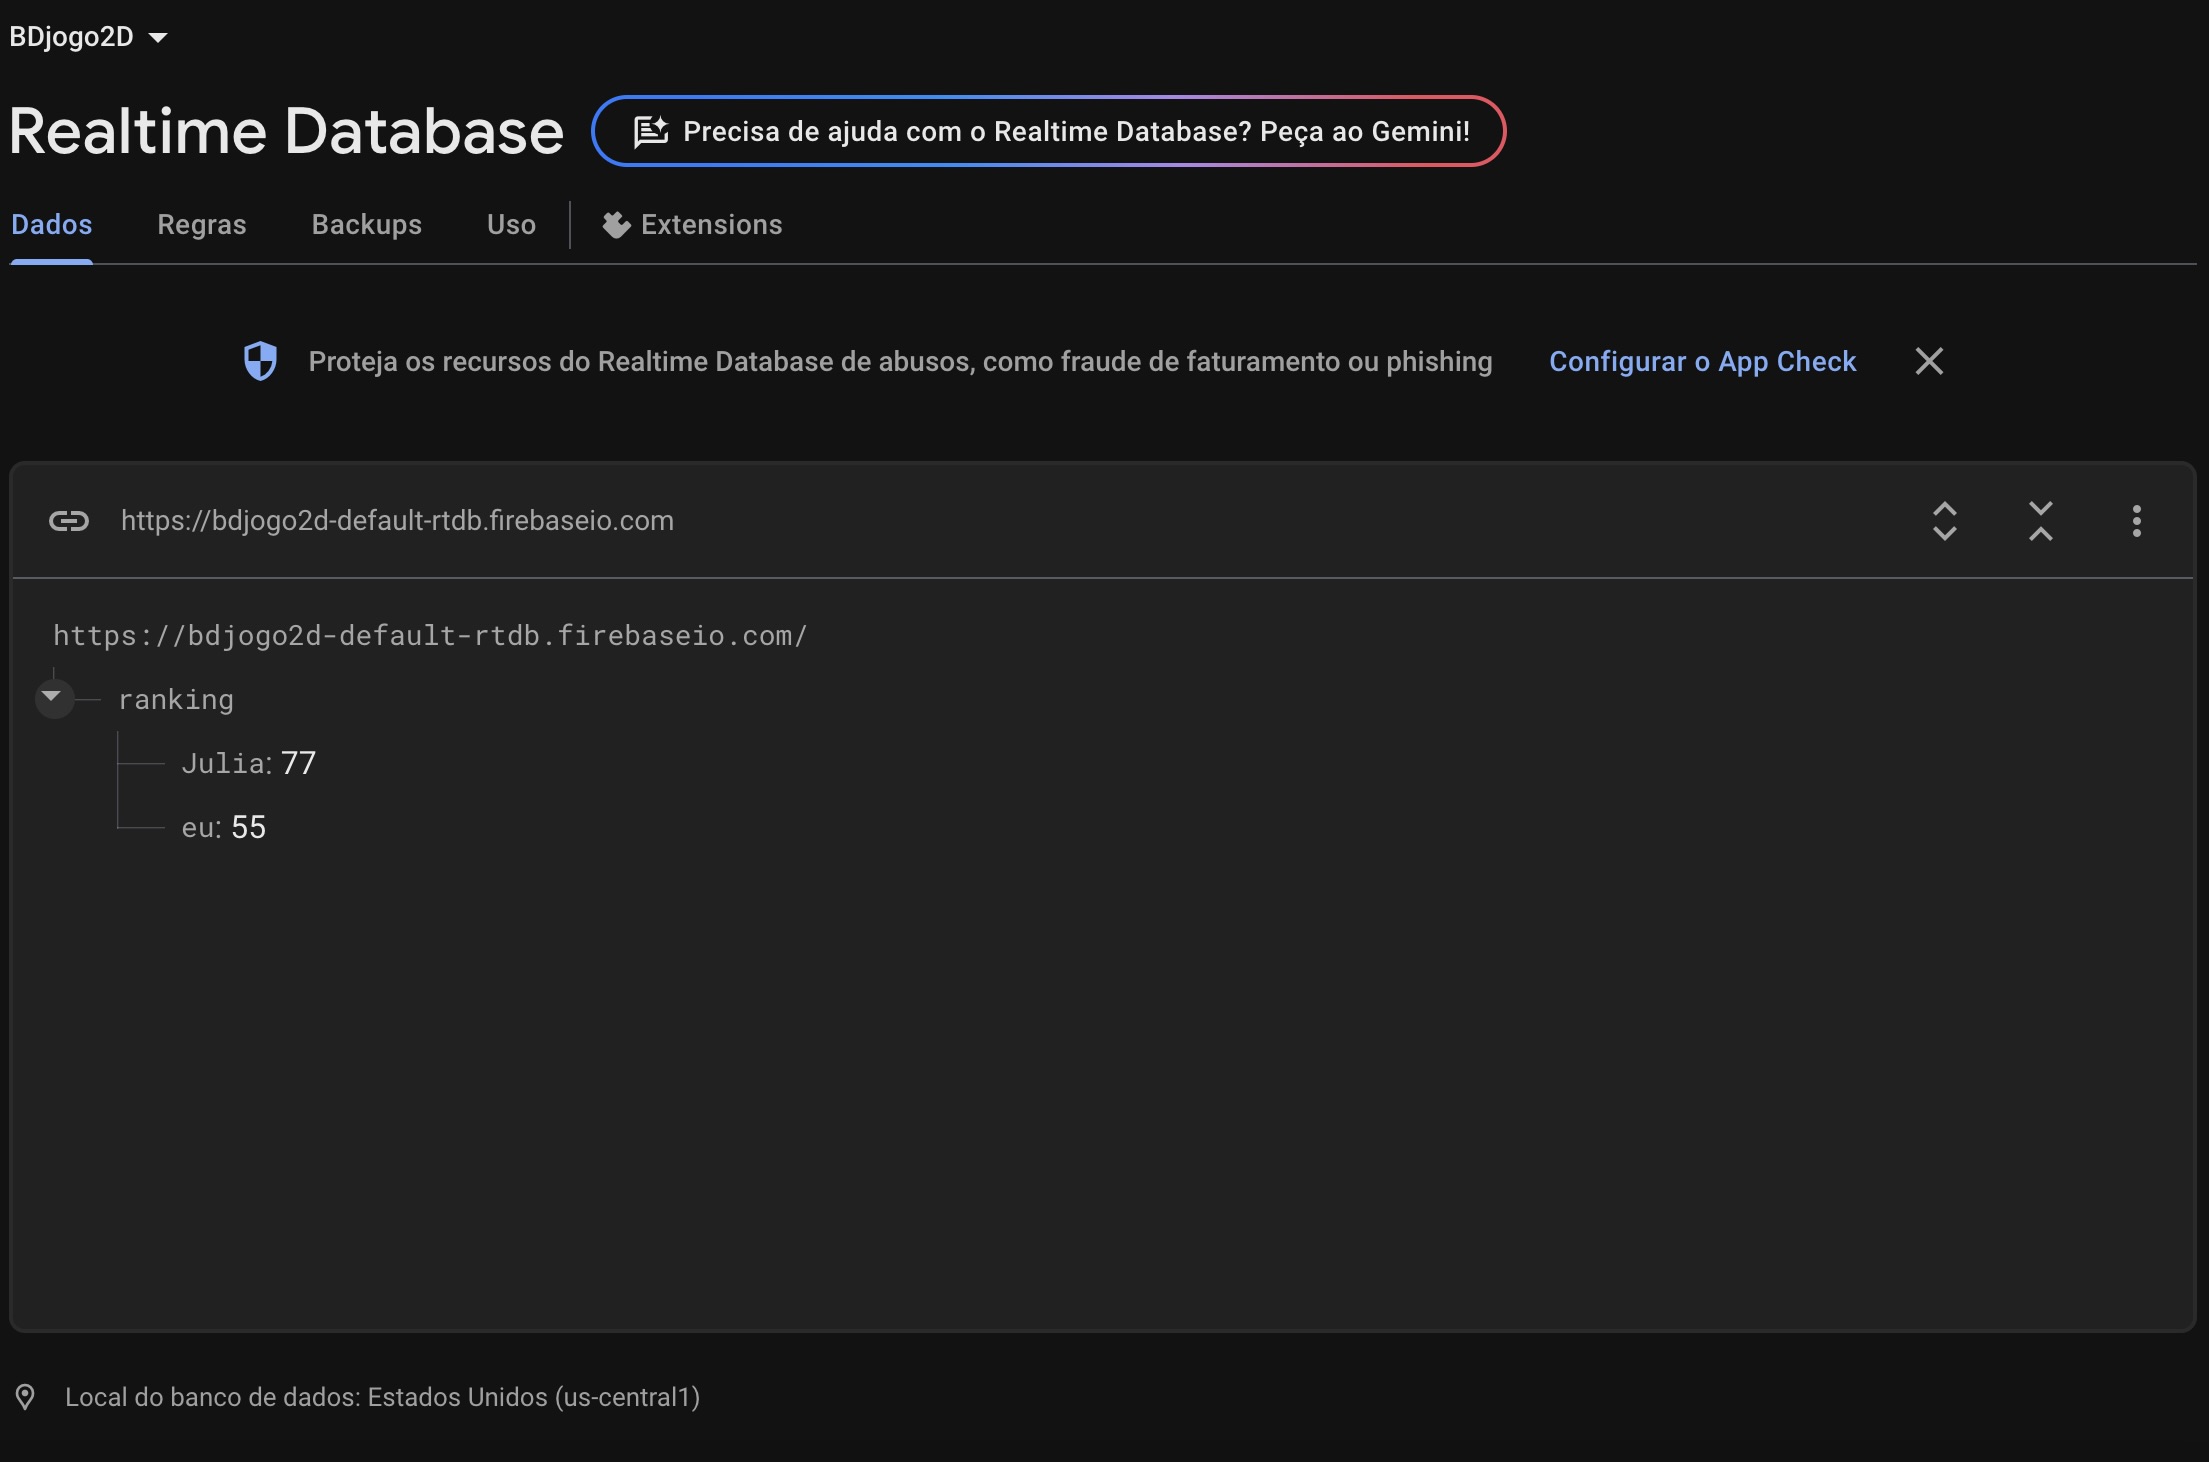 BDjogo2D
Realtime Database
Precisa de ajuda com o Realtime Database? Peça ao Gemini!
Dados
Regras
Backups
Uso
Extensions
Proteja os recursos do Realtime Database de abusos, como fraude de faturamento ou phishing
Configurar o App Check
https://bdjogo2d-default-rtdb.firebaseio.com
https://bdjogo2d-default-rtdb.firebaseio.com/
ranking
Julia: 77
eu: 55
Local do banco de dados: Estados Unidos (us-central1)